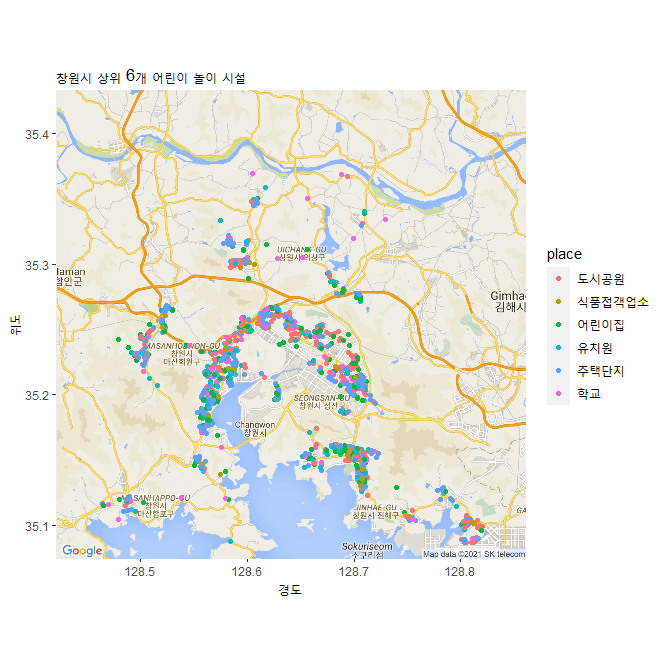 창원시 상위 6개 어린이 놀이 시설
35.4
35.3
35.2
35.1
위도
UICHANG-GU
창원시 의창구
Haman
함안군
Gimhae
김해시
MASANHOEWON-GU
창원시
마산회원구
SEONGSAN-GU
창원시 성산구
Changwon
창원시
MASANHAPPO-GU
창원시
마산합포구
JINHAE-GU
창원시 진해구
Sokuriseom
소구리섬
GA
Google
Map data ©2021 SK telecom
128.5 128.6 128.7 128.8
경도
place
도시공원
식품접객업소
어린이집
유치원
주택단지
학교